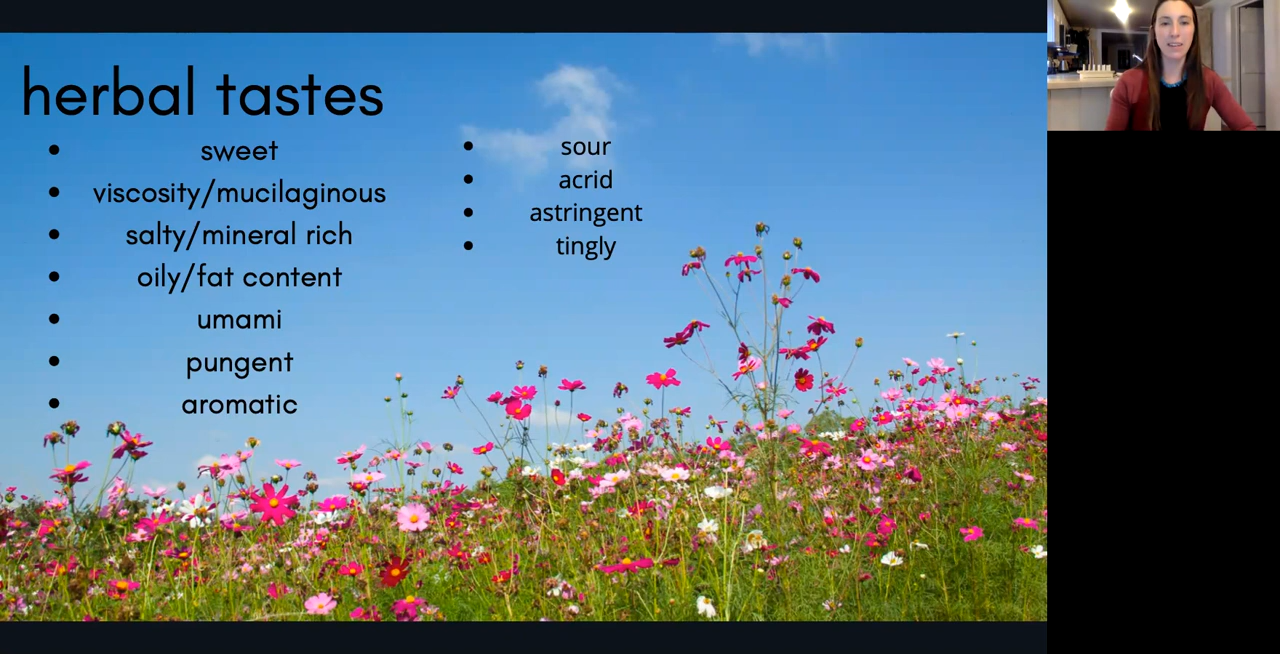 herbal tastes
sweet
viscosity/mucilaginous
salty/mineral rich
oily/fat content
umami
pungent
aromatic
sour
acrid
astringent
tingly